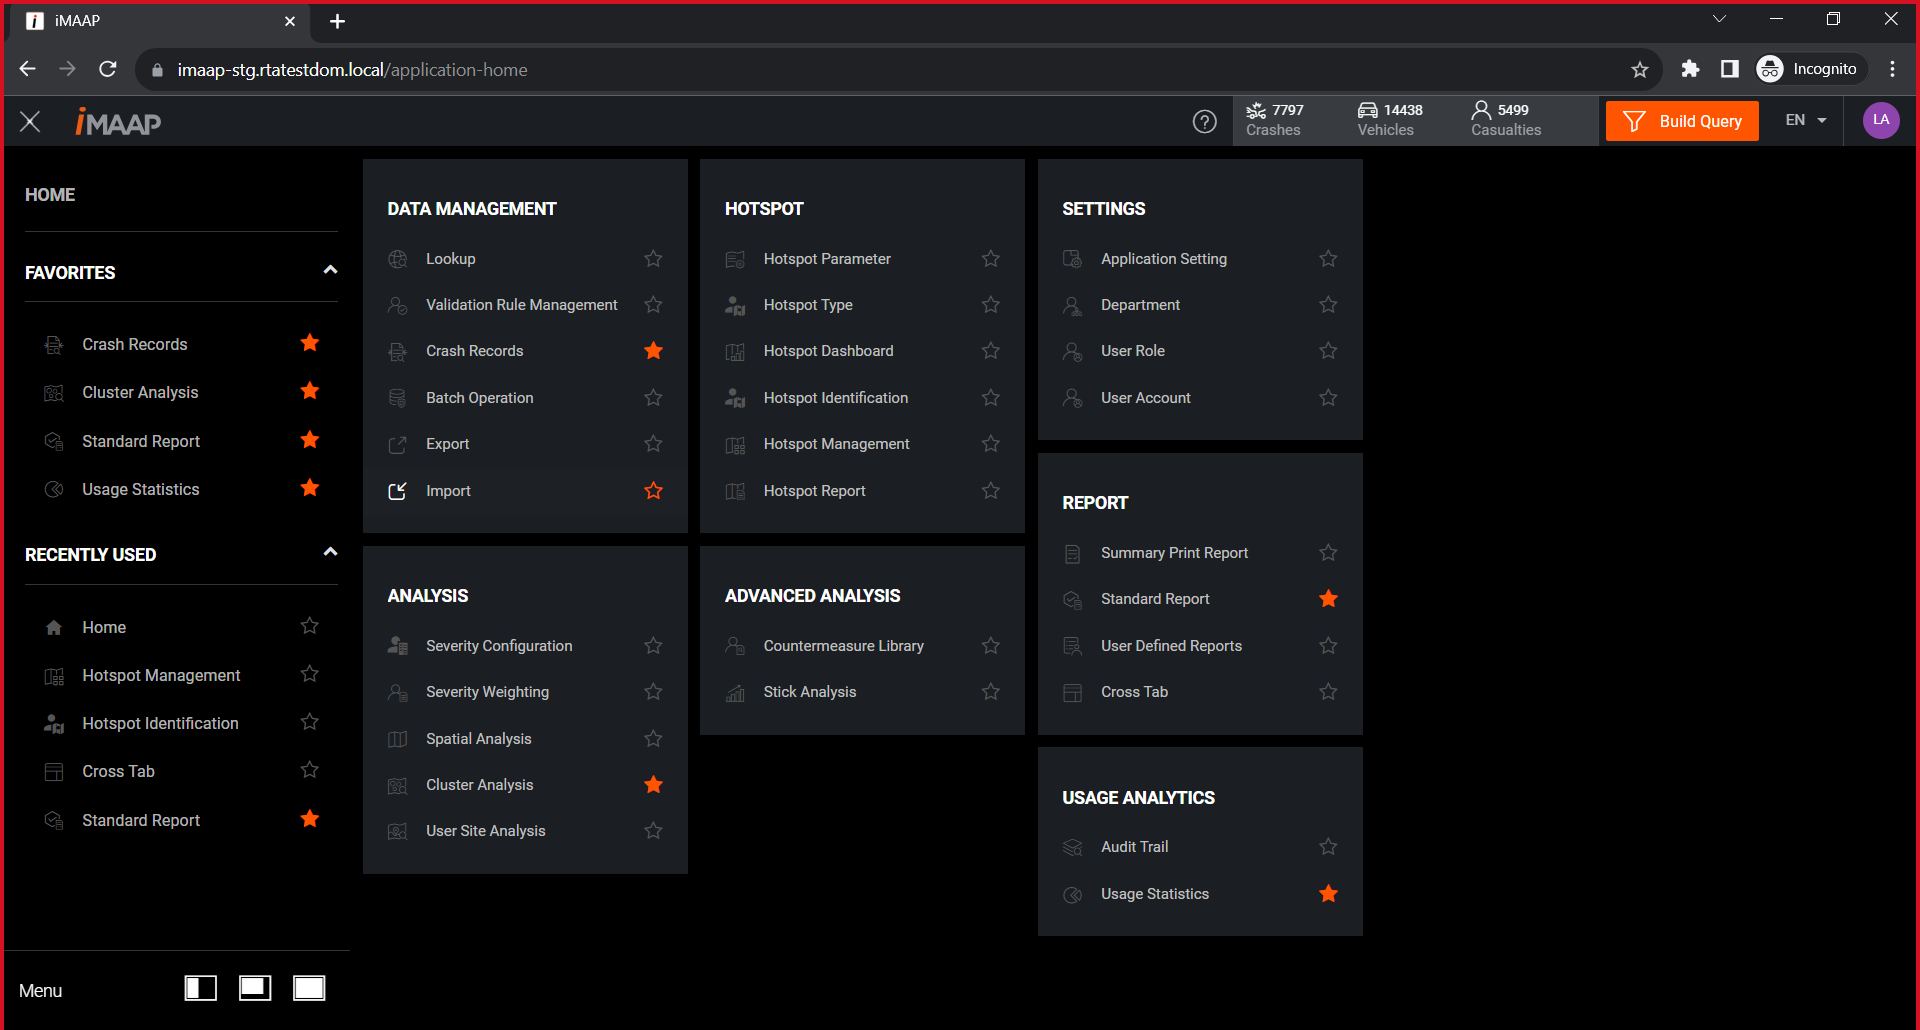 iMAAP
imaap-stg.rtatestdom.local/application-home
Incognito
iMAAP
7797
Crashes
14438
Vehicles
5499
Casualties
Build Query
EN
LA
HOME
FAVORITES
Crash Records
Cluster Analysis
Standard Report
Usage Statistics
RECENTLY USED
Home
Hotspot Management
Hotspot Identification
Cross Tab
Standard Report
Menu
DATA MANAGEMENT
Lookup
Validation Rule Management
Crash Records
Batch Operation
Export
Import
ANALYSIS
Severity Configuration
Severity Weighting
Spatial Analysis
Cluster Analysis
User Site Analysis
HOTSPOT
Hotspot Parameter
Hotspot Type
Hotspot Dashboard
Hotspot Identification
Hotspot Management
Hotspot Report
ADVANCED ANALYSIS
Countermeasure Library
Stick Analysis
SETTINGS
Application Setting
Department
User Role
User Account
REPORT
Summary Print Report
Standard Report
User Defined Reports
Cross Tab
USAGE ANALYTICS
Audit Trail
Usage Statistics